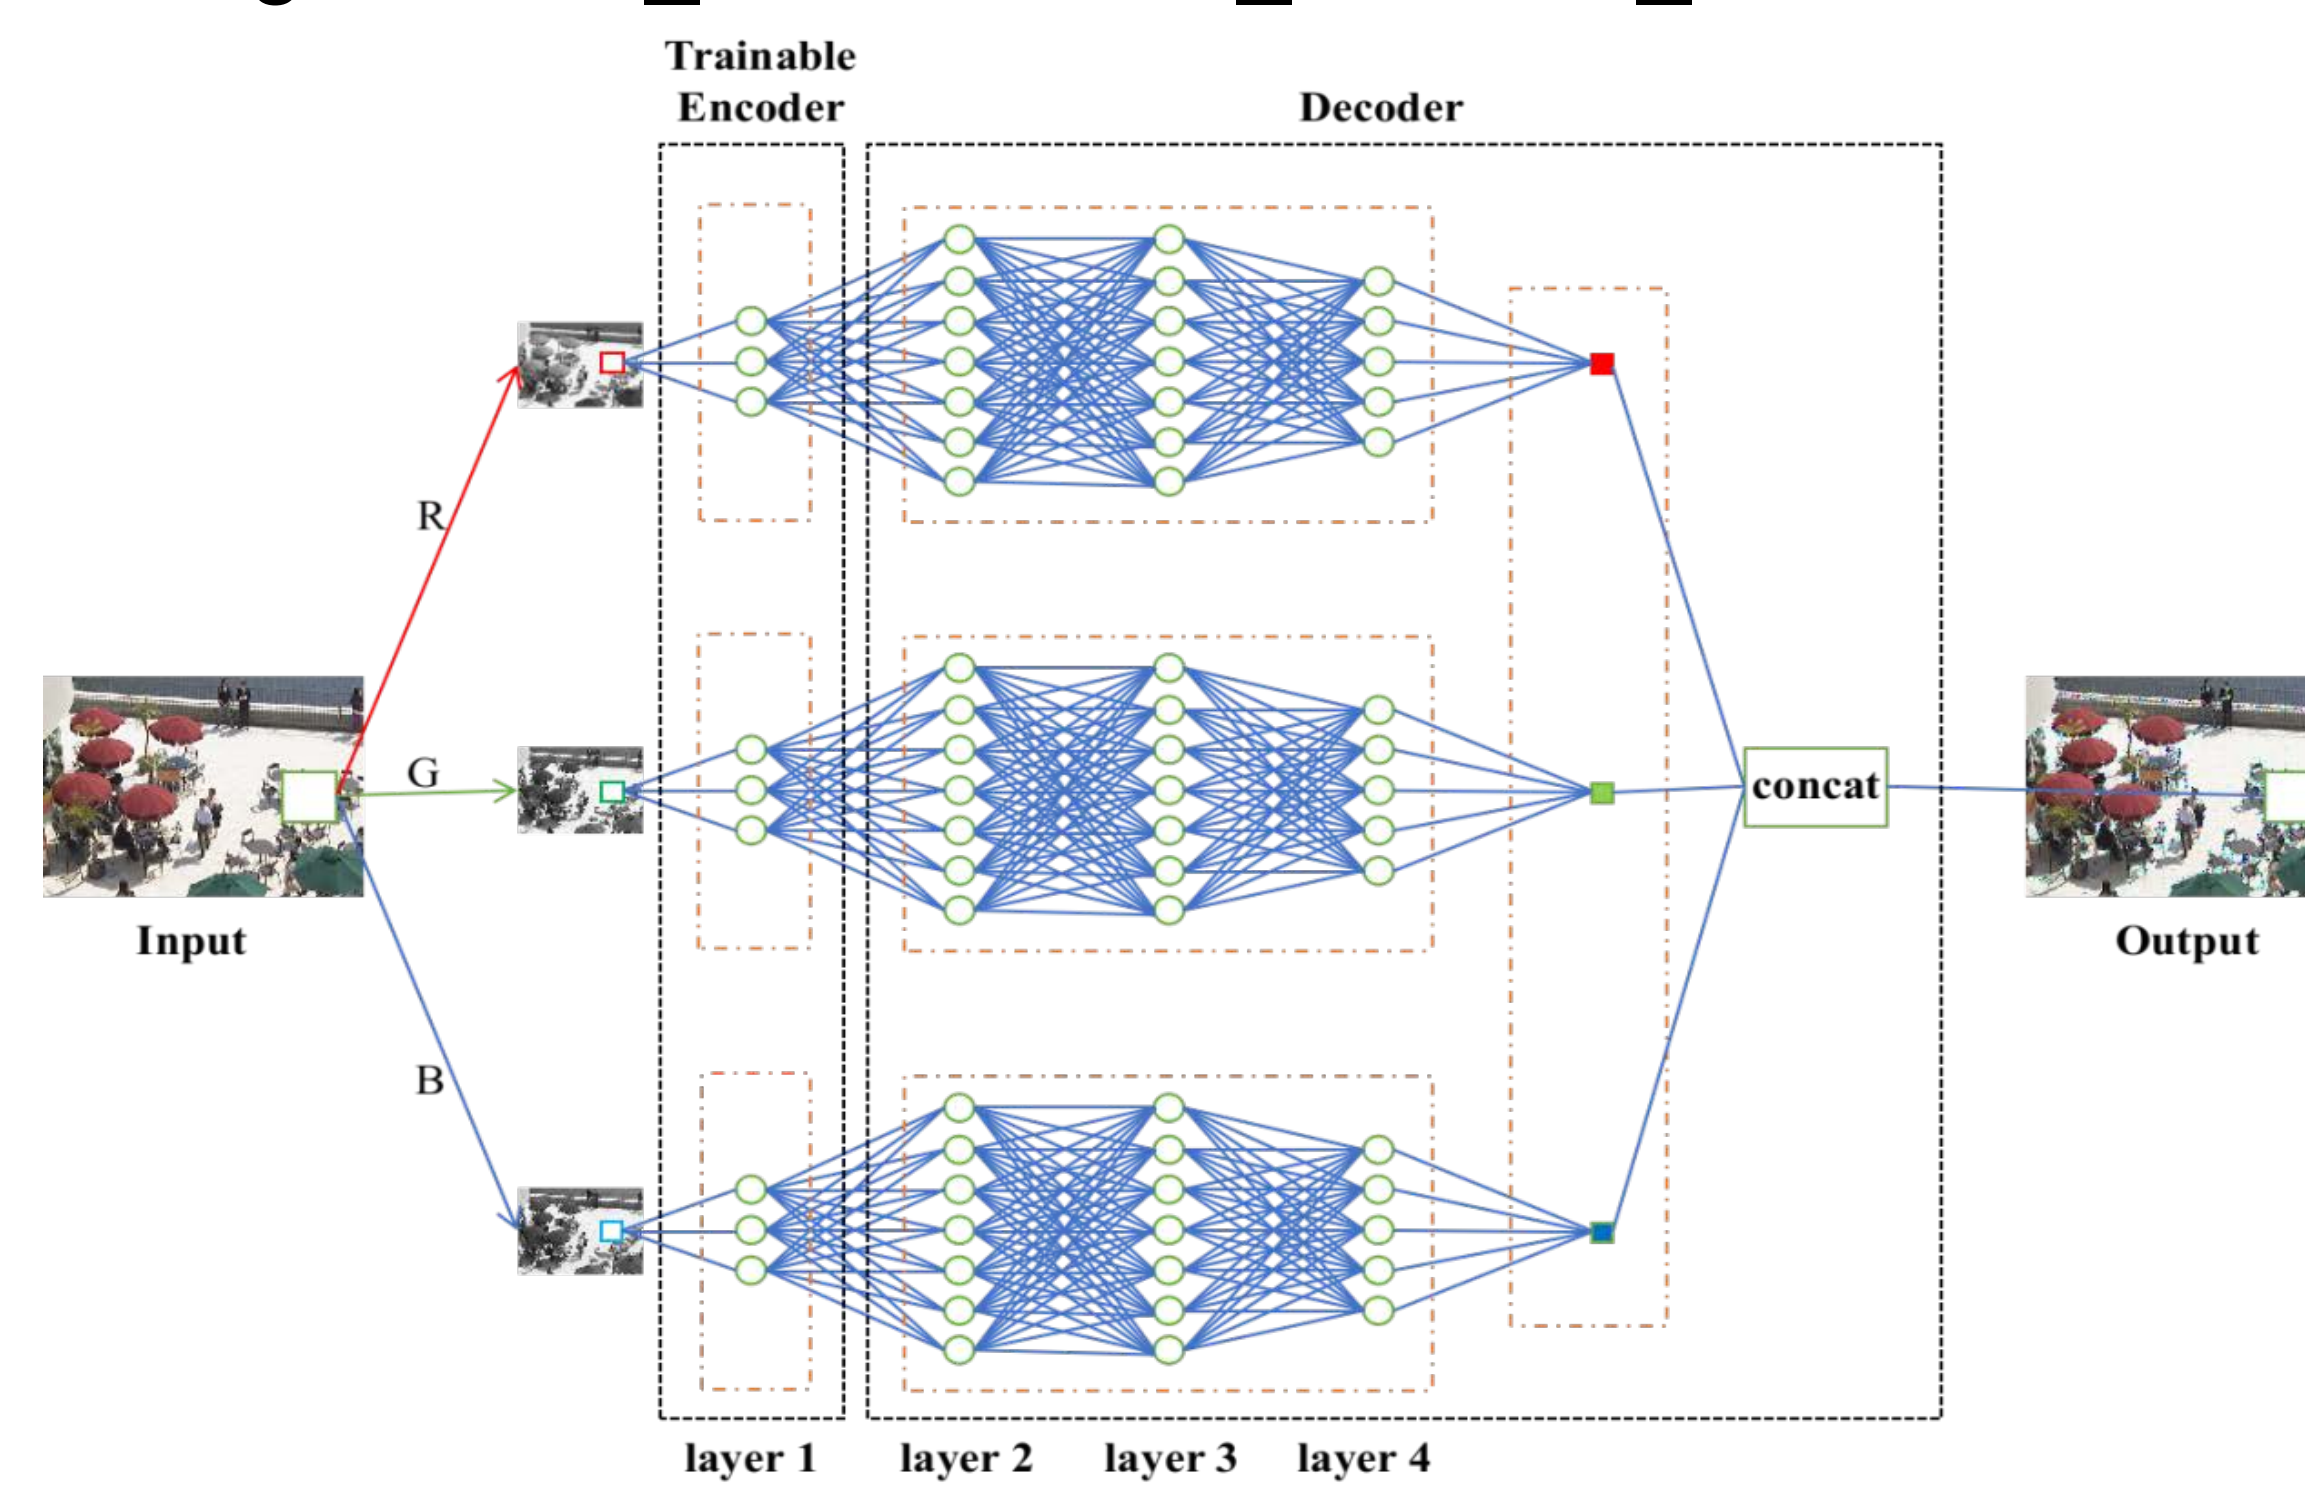 Trainable
Encoder
Decoder
R
G
B
Input
concat
Output
layer 1
layer 2
layer 3
layer 4